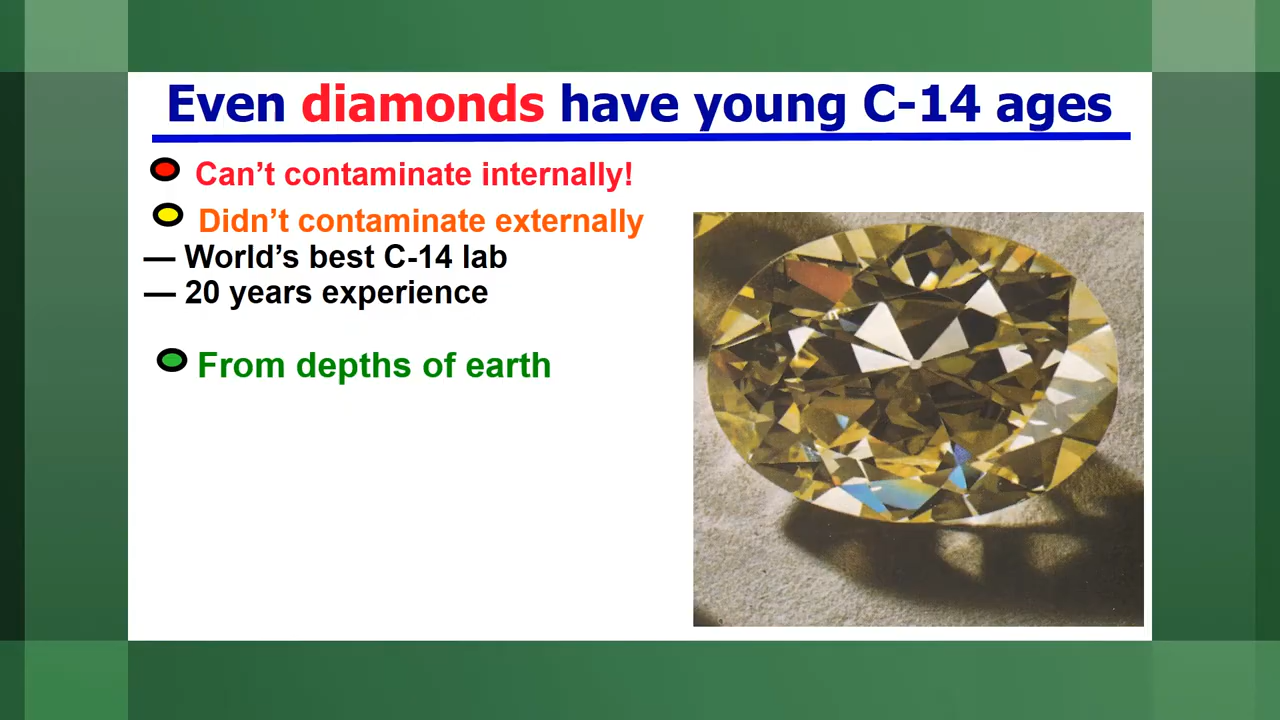 Even diamonds have young C-14 ages
Can’t contaminate internally!
Didn’t contaminate externally
— World’s best C-14 lab
— 20 years experience
From depths of earth